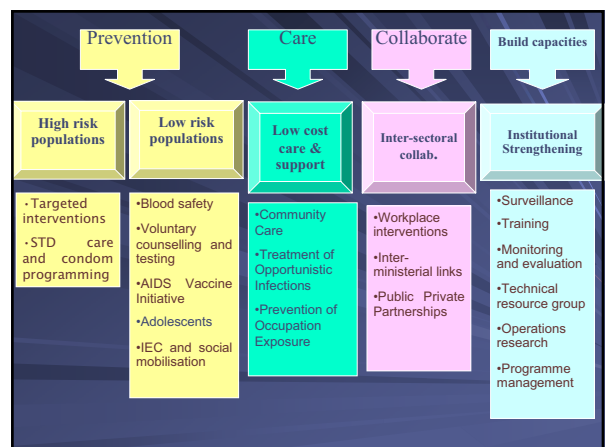 Prevention
Care
Collaborate
Build capacities
High risk
populations
Low risk
populations
Low cost
care &
support
Inter-sectoral
collab.
Institutional
Strengthening
•Targeted
interventions
•STD care
and condom
programming
•Blood safety
•Voluntary
counselling and
testing
•AIDS Vaccine
Initiative
•Adolescents
•IEC and social
mobilisation
•Community
Care
•Treatment of
Opportunistic
Infections
•Prevention of
Occupation
Exposure
•Workplace
interventions
•Inter-
ministerial links
•Public Private
Partnerships
•Surveillance
•Training
•Monitoring
and evaluation
•Technical
resource group
•Operations
research
•Programme
management